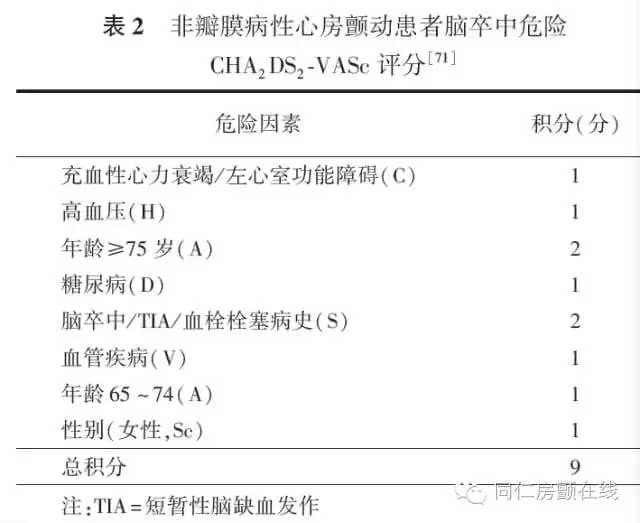 表 2 非瓣膜病性心房颤动患者脑卒中危险
CHA₂DS₂-VASc 评分[71]
危险因素 积分(分)
充血性心力衰竭/左心室功能障碍(C) 1
高血压(H) 1
年龄≥75 岁(A) 2
糖尿病(D) 1
脑卒中/TIA/血栓栓塞病史(S) 2
血管疾病(V) 1
年龄 65～74(A) 1
性别(女性,Sc) 1
总积分 9
注:TIA=短暂性脑缺血发作
同仁房颤在线